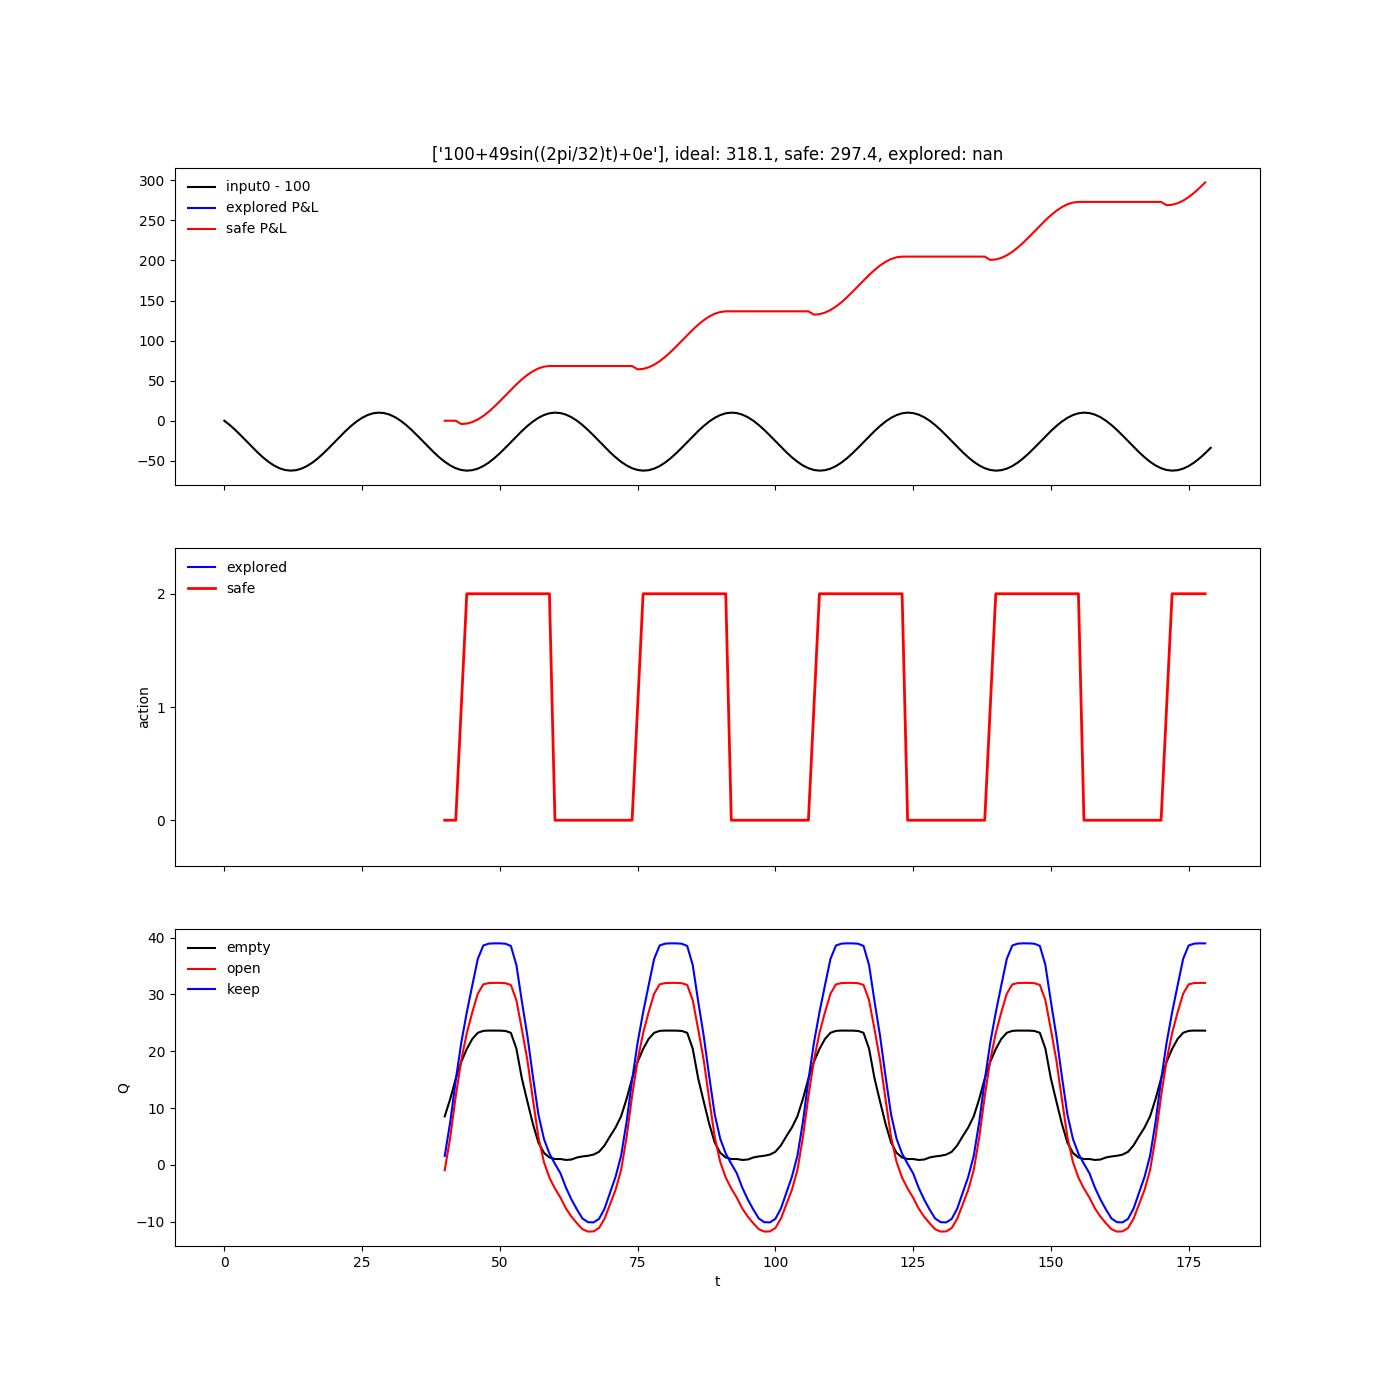 ['100+49sin((2pi/32)t)+0e'], ideal: 318.1, safe: 297.4, explored: nan
300
250
200
150
100
50
0
−50
input0 - 100
explored P&L
safe P&L
2
1
0
action
explored
safe
40
30
20
10
0
−10
Q
empty
open
keep
0 25 50 75 100 125 150 175
t